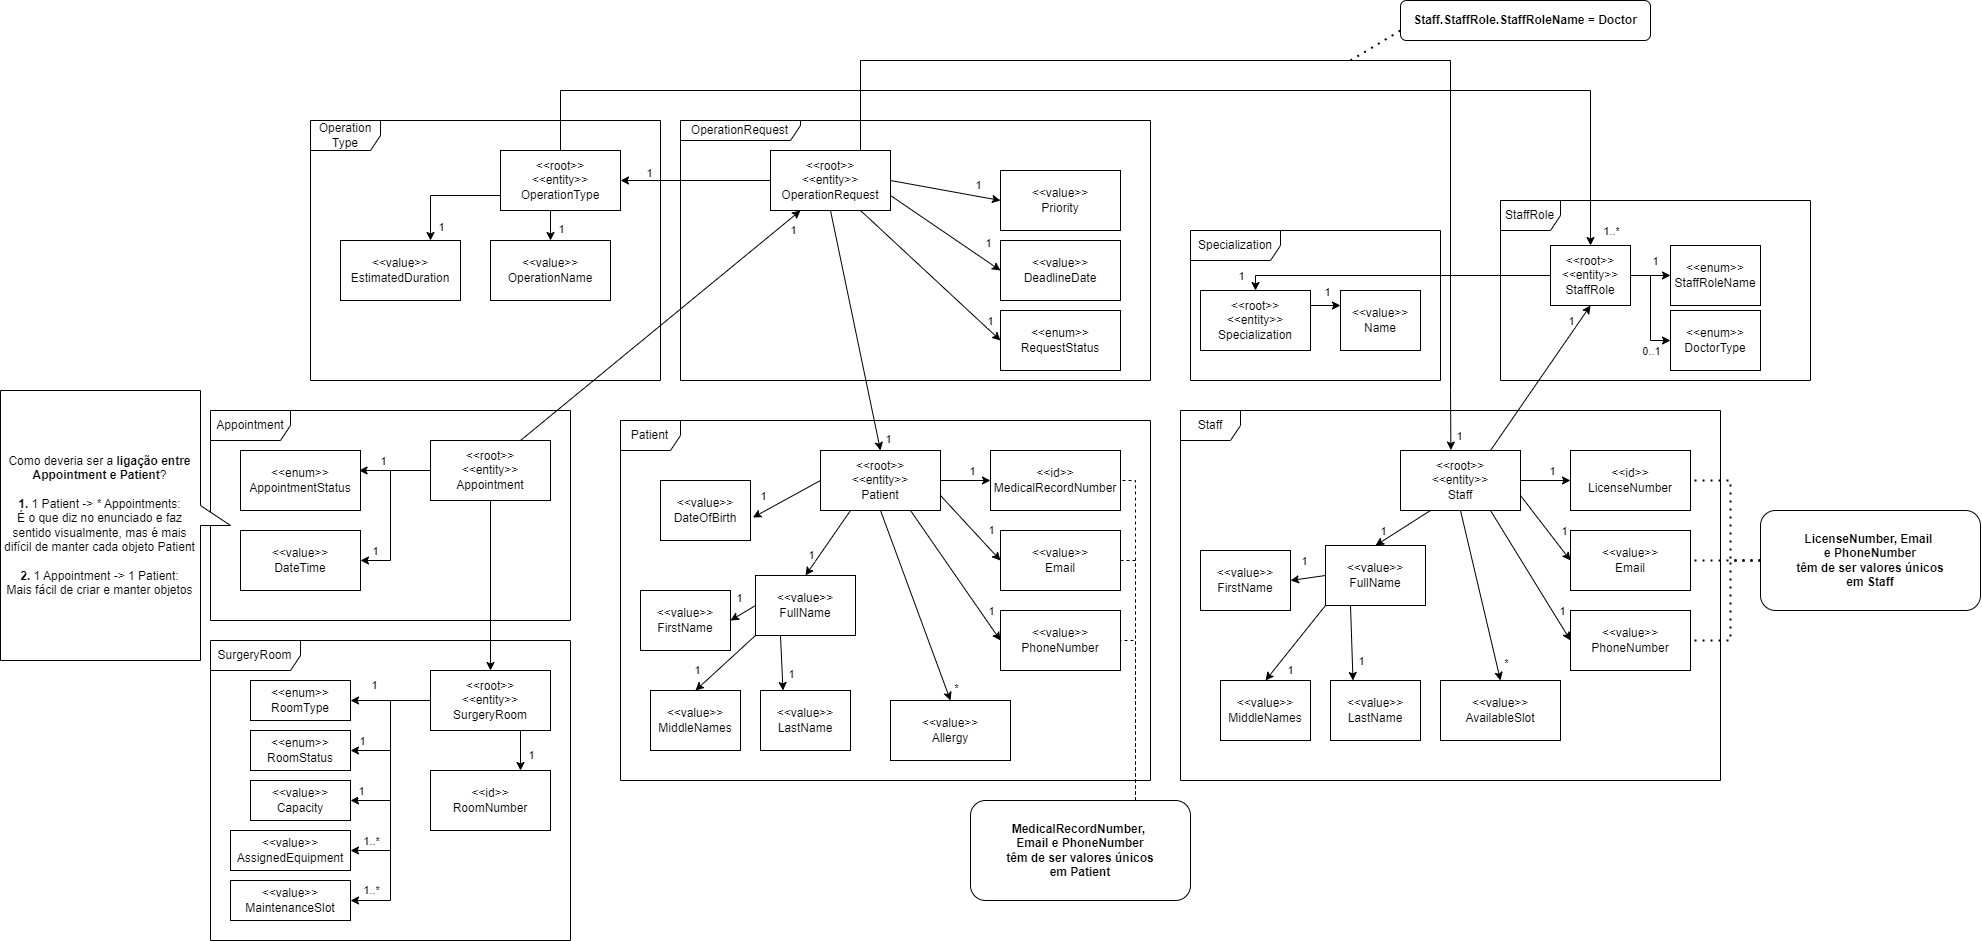 Staff.StaffRole.StaffRoleName = Doctor
Operation
Type
<<root>>
<<entity>>
OperationType
1
<<value>>
EstimatedDuration
1
<<value>>
OperationName
OperationRequest
<<root>>
<<entity>>
OperationRequest
1
1
1
<<value>>
Priority
1
<<value>>
DeadlineDate
1
<<enum>>
RequestStatus
Specialization
1
<<root>>
<<entity>>
Specialization
1
<<value>>
Name
StaffRole
1..*
<<root>>
<<entity>>
StaffRole
1
1
<<enum>>
StaffRoleName
0..1
<<enum>>
DoctorType
Como deveria ser a ligação entre
Appointment e Patient?
1. 1 Patient -> * Appointments:
É o que diz no enunciado e faz
sentido visualmente, mas é mais
difícil de manter cada objeto Patient
2. 1 Appointment -> 1 Patient:
Mais fácil de criar e manter objetos
Appointment
<<root>>
<<entity>>
Appointment
1
<<enum>>
AppointmentStatus
1
<<value>>
DateTime
SurgeryRoom
<<root>>
<<entity>>
SurgeryRoom
1
<<enum>>
RoomType
1
<<enum>>
RoomStatus
1
<<value>>
Capacity
1..*
<<value>>
AssignedEquipment
1..*
<<value>>
MaintenanceSlot
1
<<id>>
RoomNumber
Patient
1
<<root>>
<<entity>>
Patient
1
<<id>>
MedicalRecordNumber
1
<<value>>
DateOfBirth
1
<<value>>
Email
1
<<value>>
FullName
1
<<value>>
FirstName
1
<<value>>
PhoneNumber
1
<<value>>
MiddleNames
1
<<value>>
LastName
*
<<value>>
Allergy
MedicalRecordNumber,
Email e PhoneNumber
têm de ser valores únicos
em Patient
Staff
1
<<root>>
<<entity>>
Staff
1
<<id>>
LicenseNumber
1
<<value>>
Email
1
<<value>>
FullName
1
<<value>>
FirstName
1
<<value>>
PhoneNumber
1
<<value>>
MiddleNames
1
<<value>>
LastName
*
<<value>>
AvailableSlot
LicenseNumber, Email
e PhoneNumber
têm de ser valores únicos
em Staff